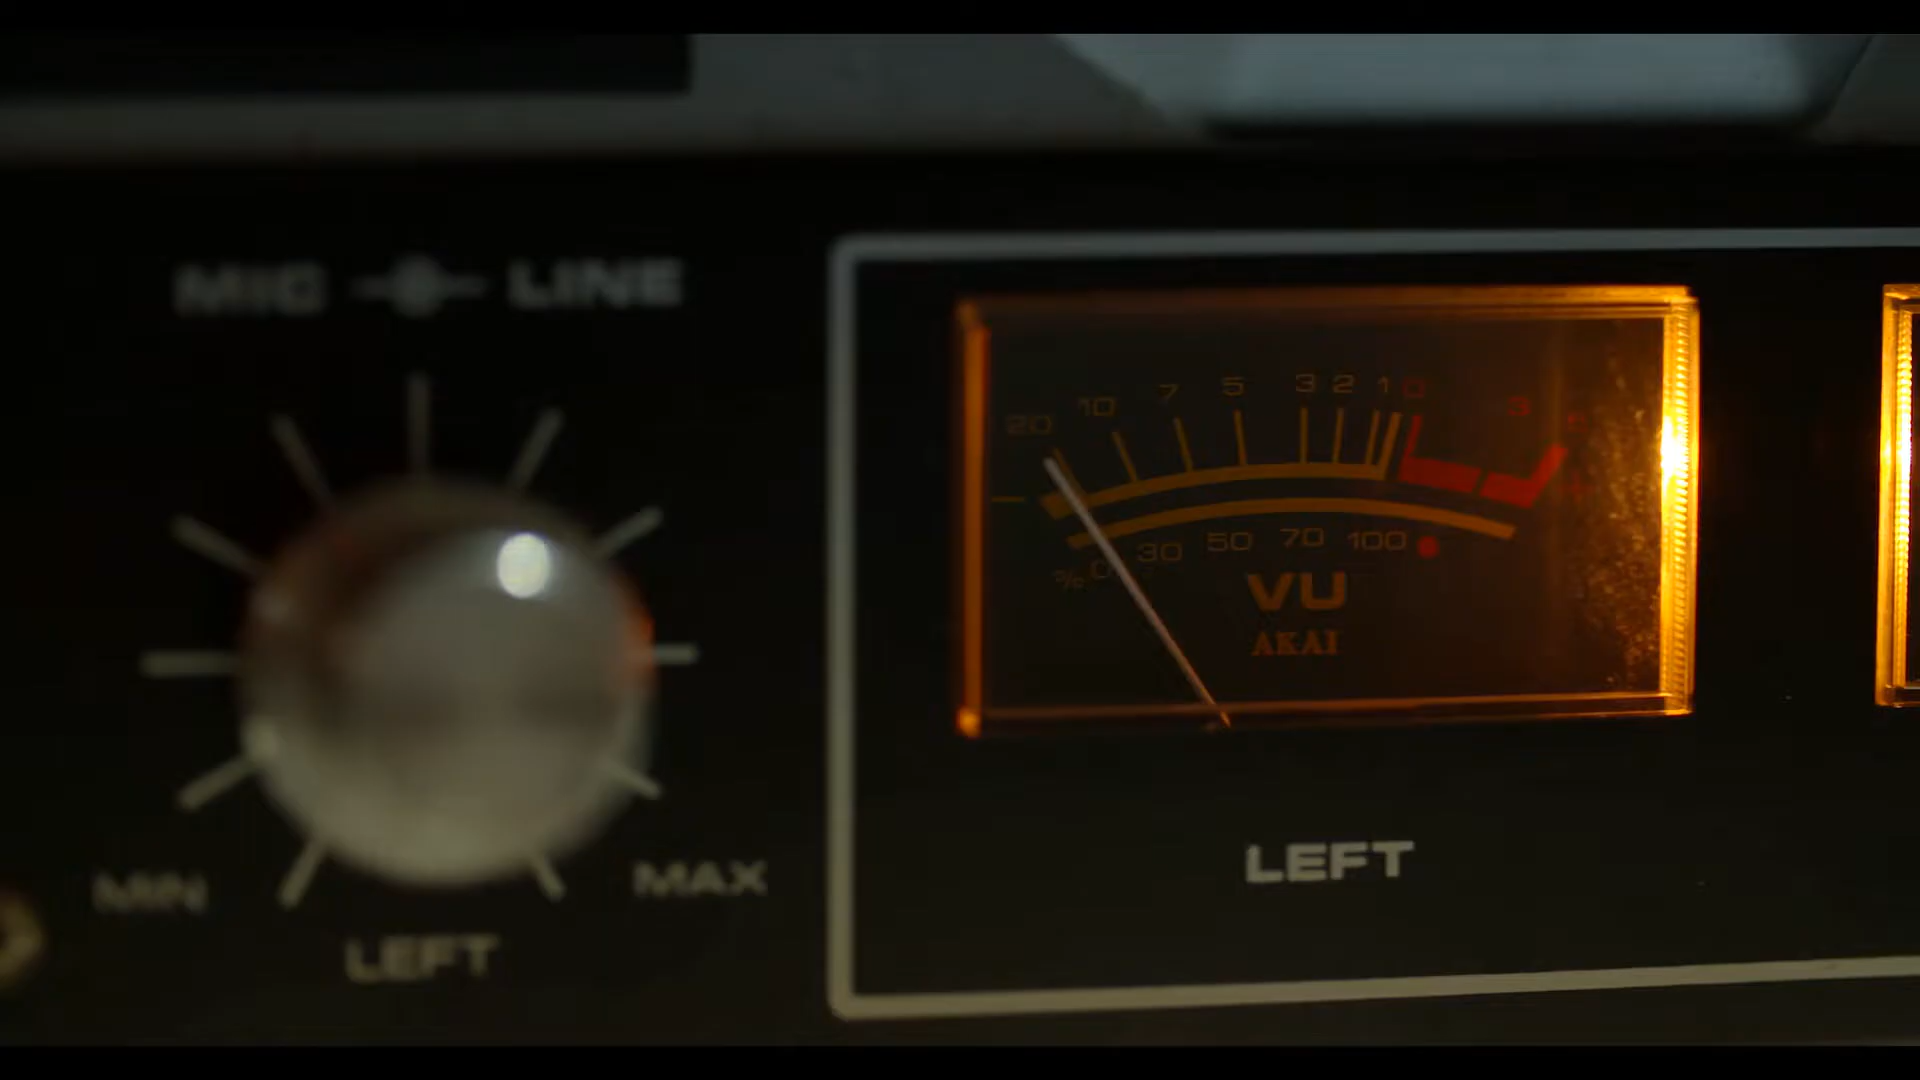 MIC LINE
MIN MAX
LEFT
20 10 7 5 3 2 1 0 3
30 50 70 100
VU
AKAI
LEFT